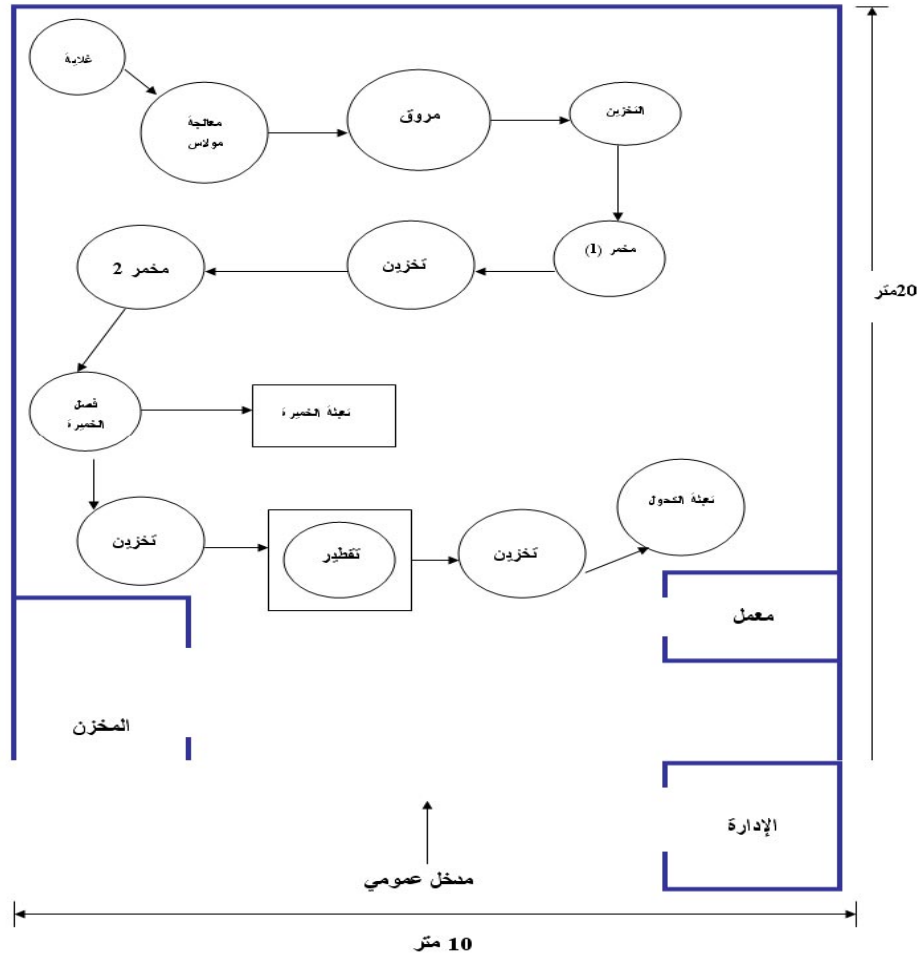 غلاية
معالجة
مولاس
مروق
التخزين
مخمر (1)
تخزين
مخمر 2
20متر
فصل
الخميرة
تعبئة الخميرة
تعبئة الكحول
تخزين
تقطير
تخزين
معمل
المخزن
الإدارة
مدخل عمومي
10 متر